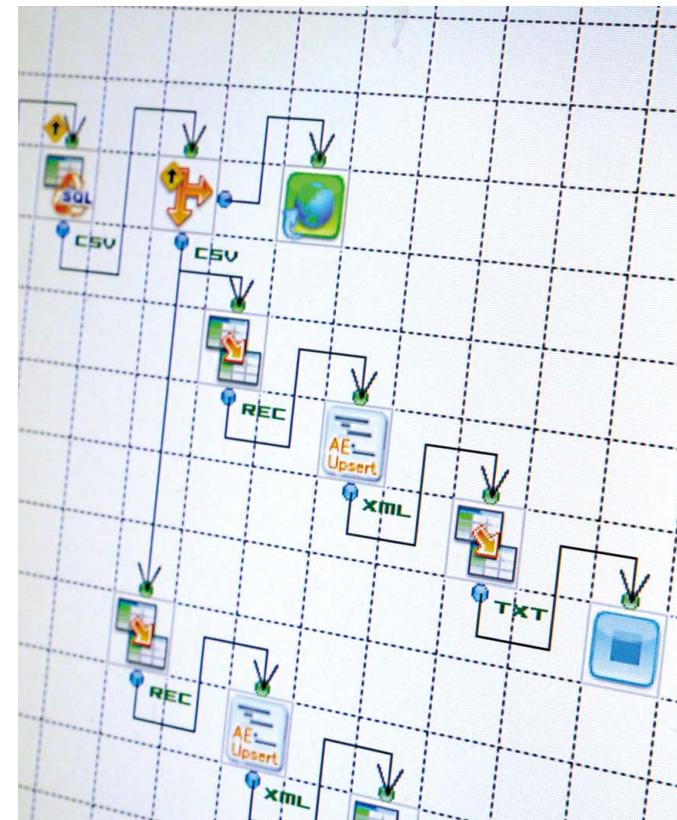 SQL
CSV
CSV
REC
AE:
Upsert
XML
TXT
REC
AE:
Upsert
XML